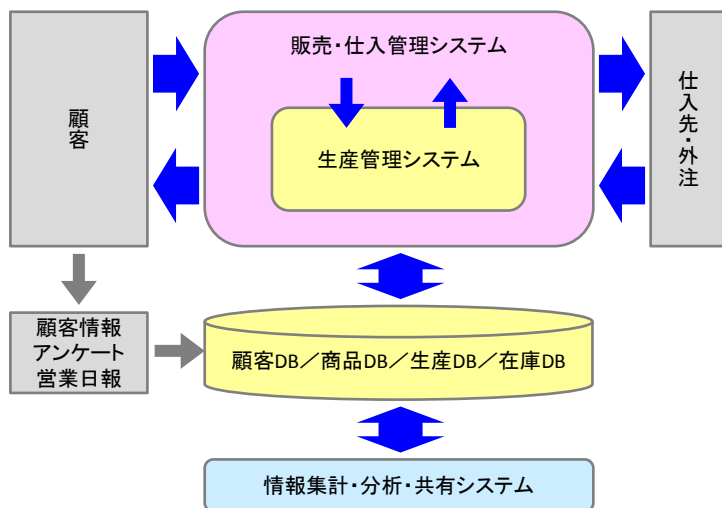 顧客
販売・仕入管理システム
生産管理システム
仕入先・外注
顧客情報
アンケート
営業日報
顧客DB／商品DB／生産DB／在庫DB
情報集計・分析・共有システム